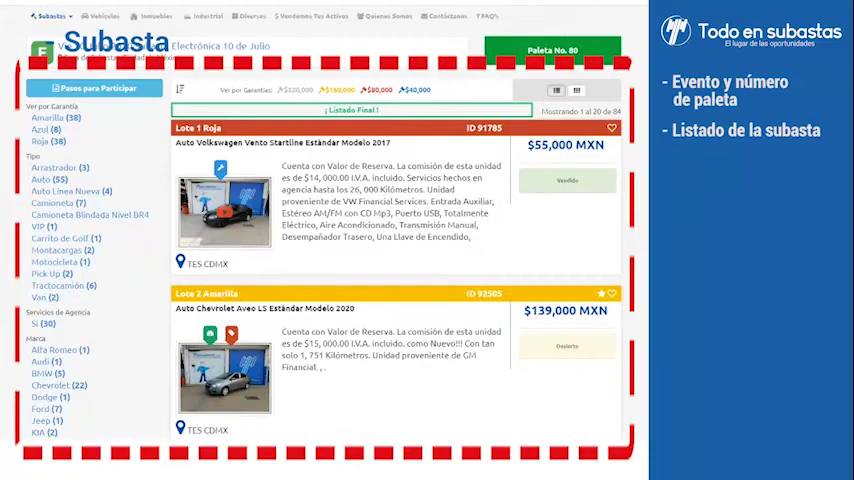 Subastas
Vehículos
Inmuebles
Industrial
Diversas
$ Vendemos Tus Activos
Quienes Somos
Contáctanos
? FAQ's
Subasta
Electrónica 10 de Julio
Paleta No. 80
Todo en subastas
El lugar de las oportunidades
- Evento y número
de paleta
- Listado de la subasta
Pasos para Participar
Ver por Garantía
Amarilla (38)
Azul (8)
Roja (38)
Tipo
Arrastrador (3)
Auto (55)
Auto Línea Nueva (4)
Camioneta (7)
Camioneta Blindada Nivel BR4
VIP (1)
Carrito de Golf (1)
Montacargas (2)
Motocicleta (1)
Pick Up (2)
Tractocamión (6)
Van (2)
Servicios de Agencia
Si (30)
Marca
Alfa Romeo (1)
Audi (1)
BMW (5)
Chevrolet (22)
Dodge (1)
Ford (7)
Jeep (1)
KIA (2)
Ver por Garantías: $320,000 $160,000 $80,000 $40,000
¡ Listado Final !
Mostrando 1 al 20 de 84
Lote 1 Roja ID 91785
Auto Volkswagen Vento Startline Estándar Modelo 2017
$55,000 MXN
Vendido
Cuenta con Valor de Reserva. La comisión de esta unidad
es de $14, 000.00 I.V.A. incluido. Servicios hechos en
agencia hasta los 26, 000 Kilómetros. Unidad
proveniente de VW Financial Services. Entrada Auxiliar,
Estéreo AM/FM con CD Mp3, Puerto USB, Totalmente
Eléctrico, Aire Acondicionado, Transmisión Manual,
Desempañador Trasero, Una Llave de Encendido,
TES CDMX
Lote 2 Amarilla ID 92505
Auto Chevrolet Aveo LS Estándar Modelo 2020
$139,000 MXN
Desierto
Cuenta con Valor de Reserva. La comisión de esta unidad
es de $15, 000.00 I.V.A. incluido. como Nuevo!!! Con tan
solo 1, 751 Kilómetros. Unidad proveniente de GM
Financial. , .
TES CDMX